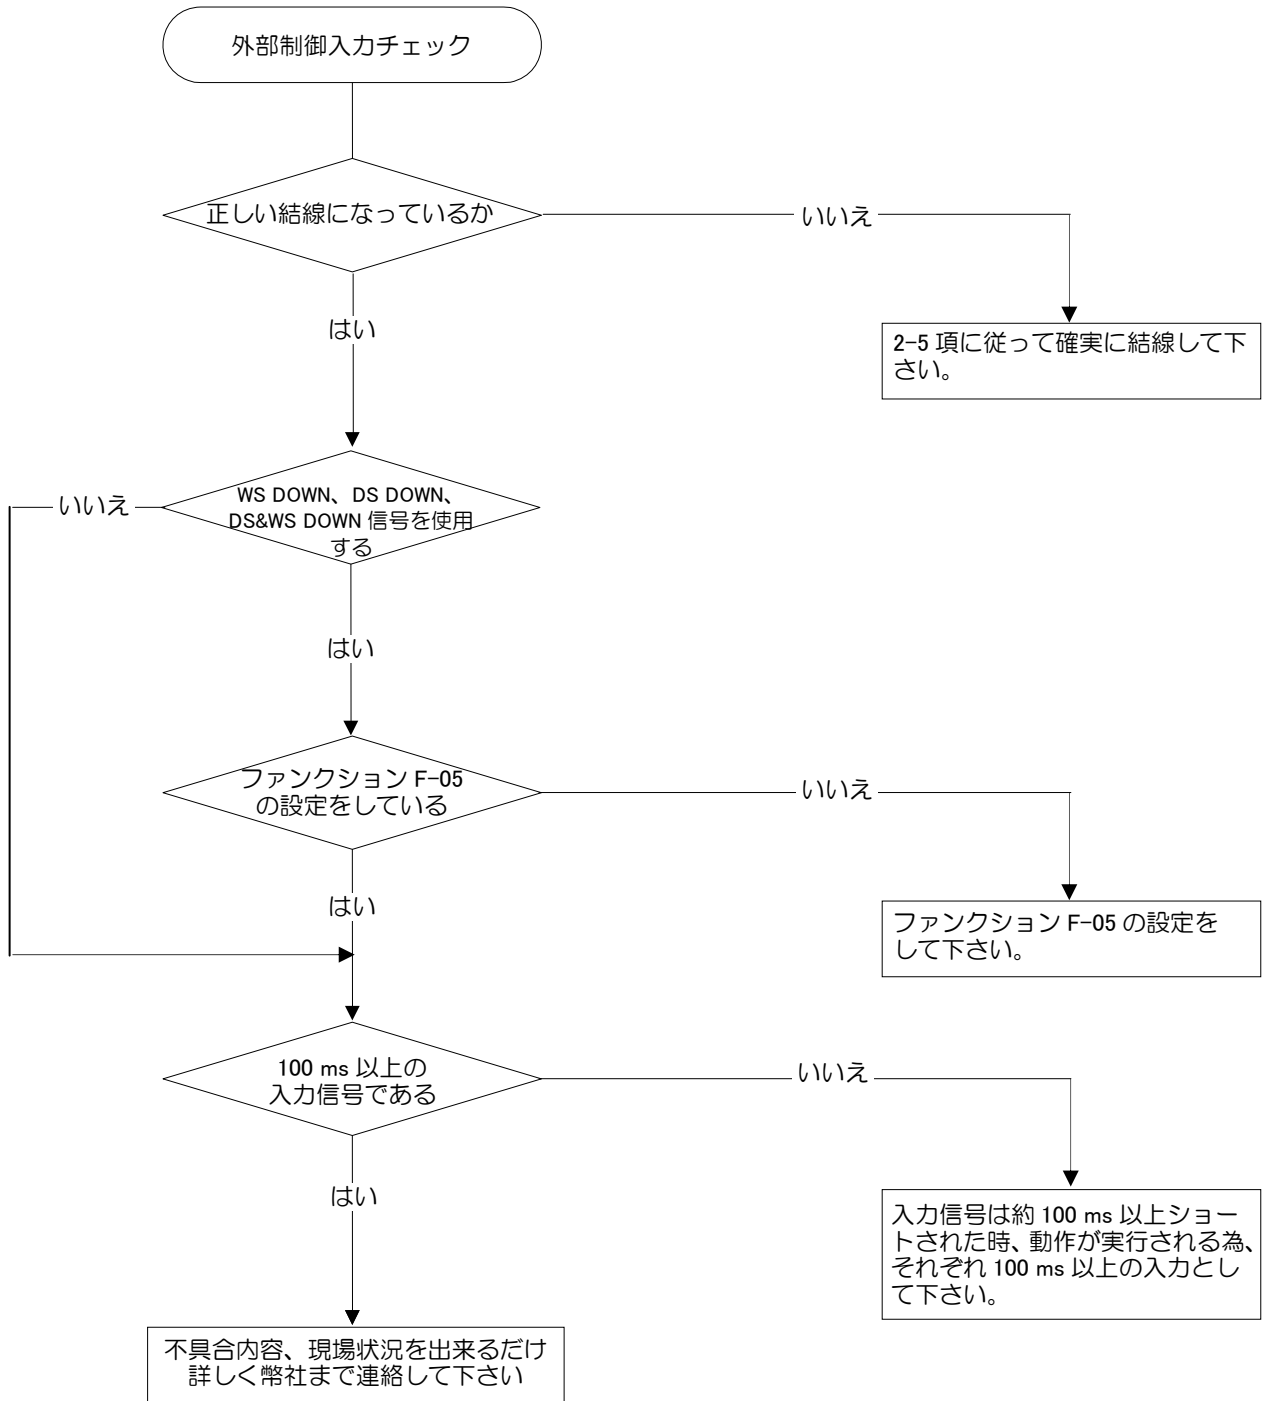 外部制御入力チェック
正しい結線になっているか
いいえ
はい
2-5 項に従って確実に結線して下
さい。
いいえ
WS DOWN、DS DOWN、
DS&WS DOWN 信号を使用
する
はい
ファンクション F-05
の設定をしている
いいえ
はい
ファンクション F-05 の設定を
して下さい。
100 ms 以上の
入力信号である
いいえ
はい
入力信号は約 100 ms 以上ショー
トされた時、動作が実行される為、
それぞれ 100 ms 以上の入力とし
て下さい。
不具合内容、現場状況を出来るだけ
詳しく幣社まで連絡して下さい